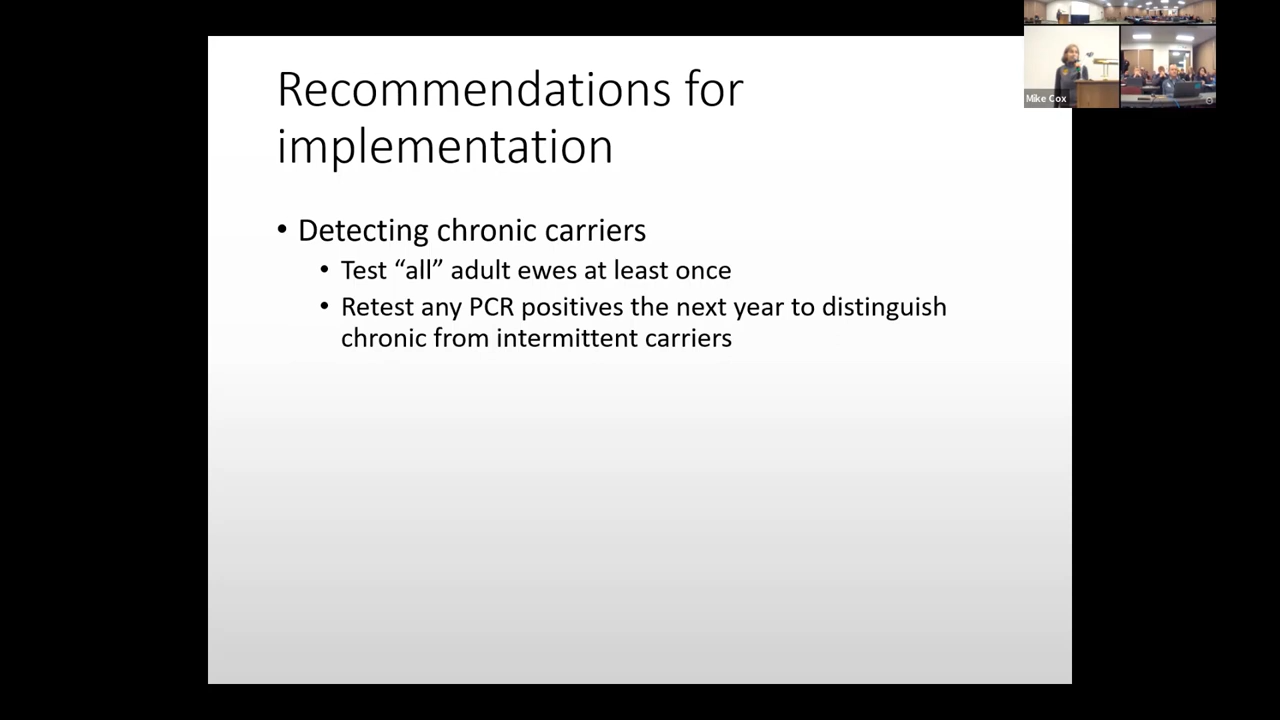 Recommendations for
implementation
• Detecting chronic carriers
• Test “all” adult ewes at least once
• Retest any PCR positives the next year to distinguish
chronic from intermittent carriers
Mike Cox